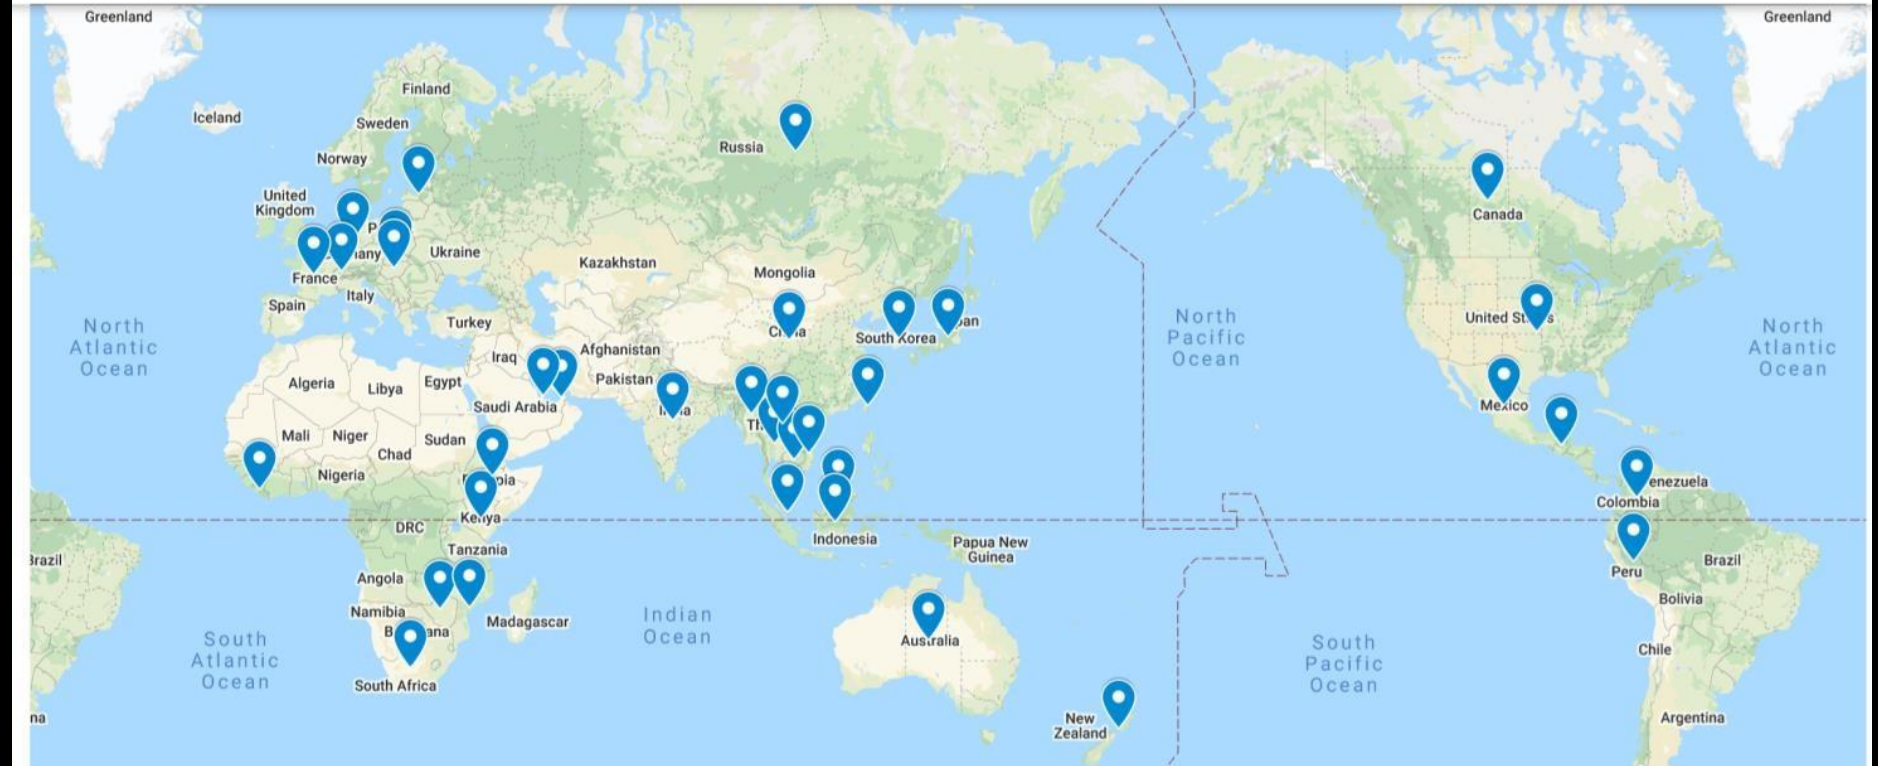 Greenland
Greenland
Finland
Iceland
Sweden
Russia
Norway
United
Kingdom
Canada
Ukraine
France
Kazakhstan
Mongolia
Italy
Spain
Turkey
North
Atlantic
Ocean
North
Pacific
Ocean
North
Atlantic
Ocean
South Korea
Iraq
Afghanistan
Pakistan
Algeria
Libya
Egypt
Saudi Arabia
Mexico
Mali
Niger
Sudan
Chad
Nigeria
Colombia
Kenya
DRC
Indonesia
Papua New
Guinea
Tanzania
Brazil
Peru
Angola
Bolivia
Namibia
Madagascar
Indian
Ocean
South
Atlantic
Ocean
Australia
South
Pacific
Ocean
Chile
South Africa
New
Zealand
Argentina